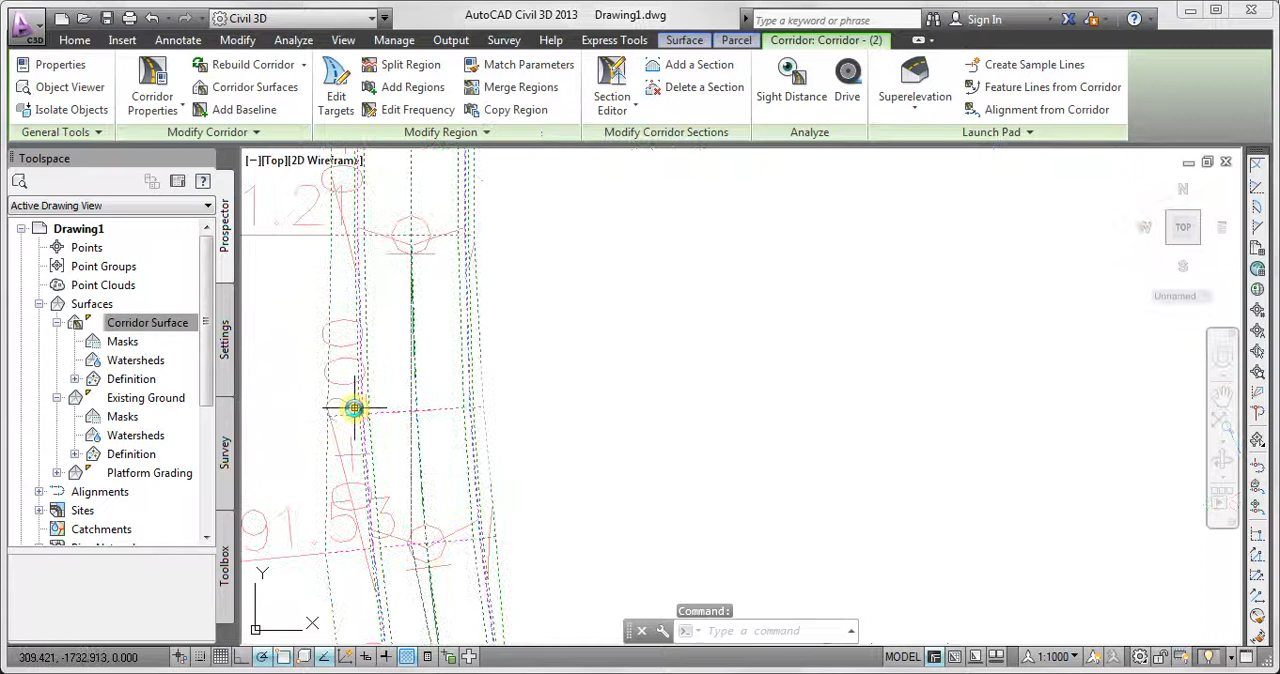 Civil 3D
AutoCAD Civil 3D 2013 Drawing1.dwg
Type a keyword or phrase
Sign In
C3D
Home Insert Annotate Modify Analyze View Manage Output Survey Help Express Tools Surface Parcel Corridor: Corridor - (2)
Properties
Object Viewer
Isolate Objects
General Tools
Corridor Properties
Rebuild Corridor
Corridor Surfaces
Add Baseline
Modify Corridor
Edit Targets
Split Region
Add Regions
Edit Frequency
Match Parameters
Merge Regions
Copy Region
Modify Region
Section Editor
Add a Section
Delete a Section
Modify Corridor Sections
Sight Distance
Drive
Analyze
Superelevation
Create Sample Lines
Feature Lines from Corridor
Alignment from Corridor
Launch Pad
Toolspace
Active Drawing View
Drawing1
Points
Point Groups
Point Clouds
Surfaces
Corridor Surface
Masks
Watersheds
Definition
Existing Ground
Masks
Watersheds
Definition
Platform Grading
Alignments
Sites
Catchments
Prospector
Settings
Survey
Toolbox
[−][Top][2D Wireframe]
1.21
91.53
Y
X
N
W
TOP
E
S
Unnamed
Command:
Type a command
309.421, -1732.913, 0.000
MODEL
1:1000